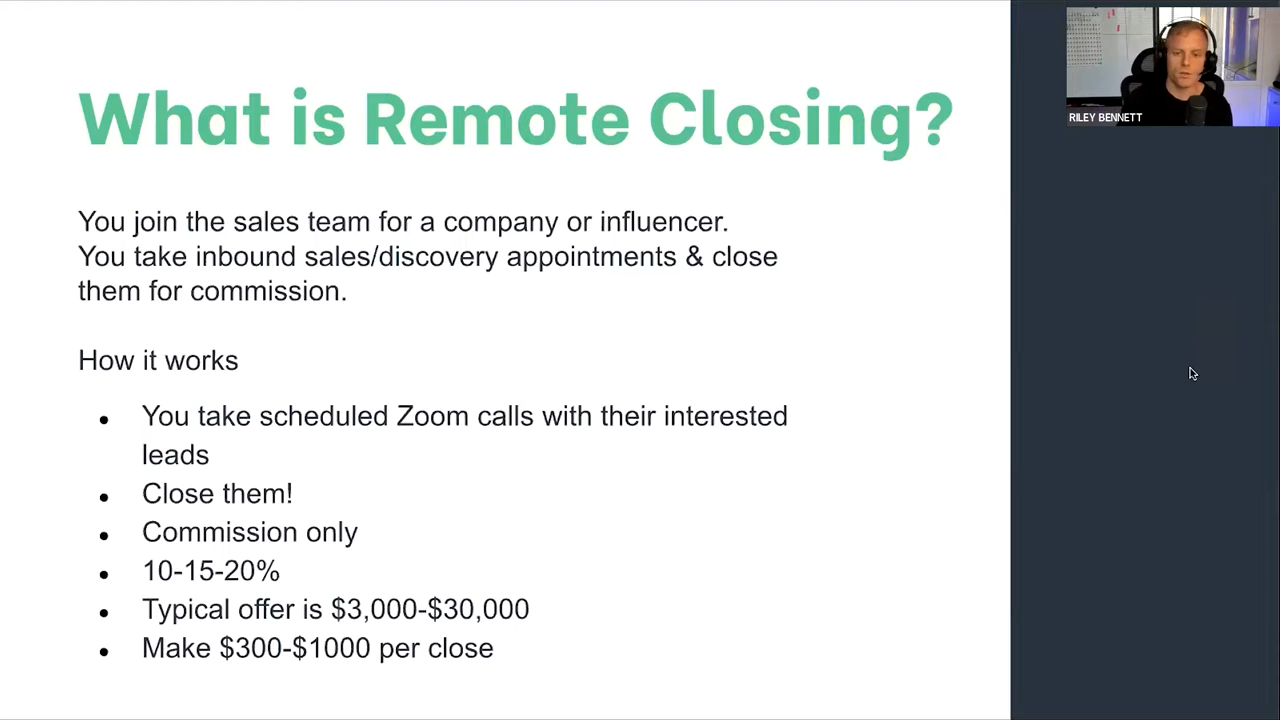 What is Remote Closing?
You join the sales team for a company or influencer.
You take inbound sales/discovery appointments & close
them for commission.
How it works
You take scheduled Zoom calls with their interested
leads
Close them!
Commission only
10-15-20%
Typical offer is $3,000-$30,000
Make $300-$1000 per close
RILEY BENNETT